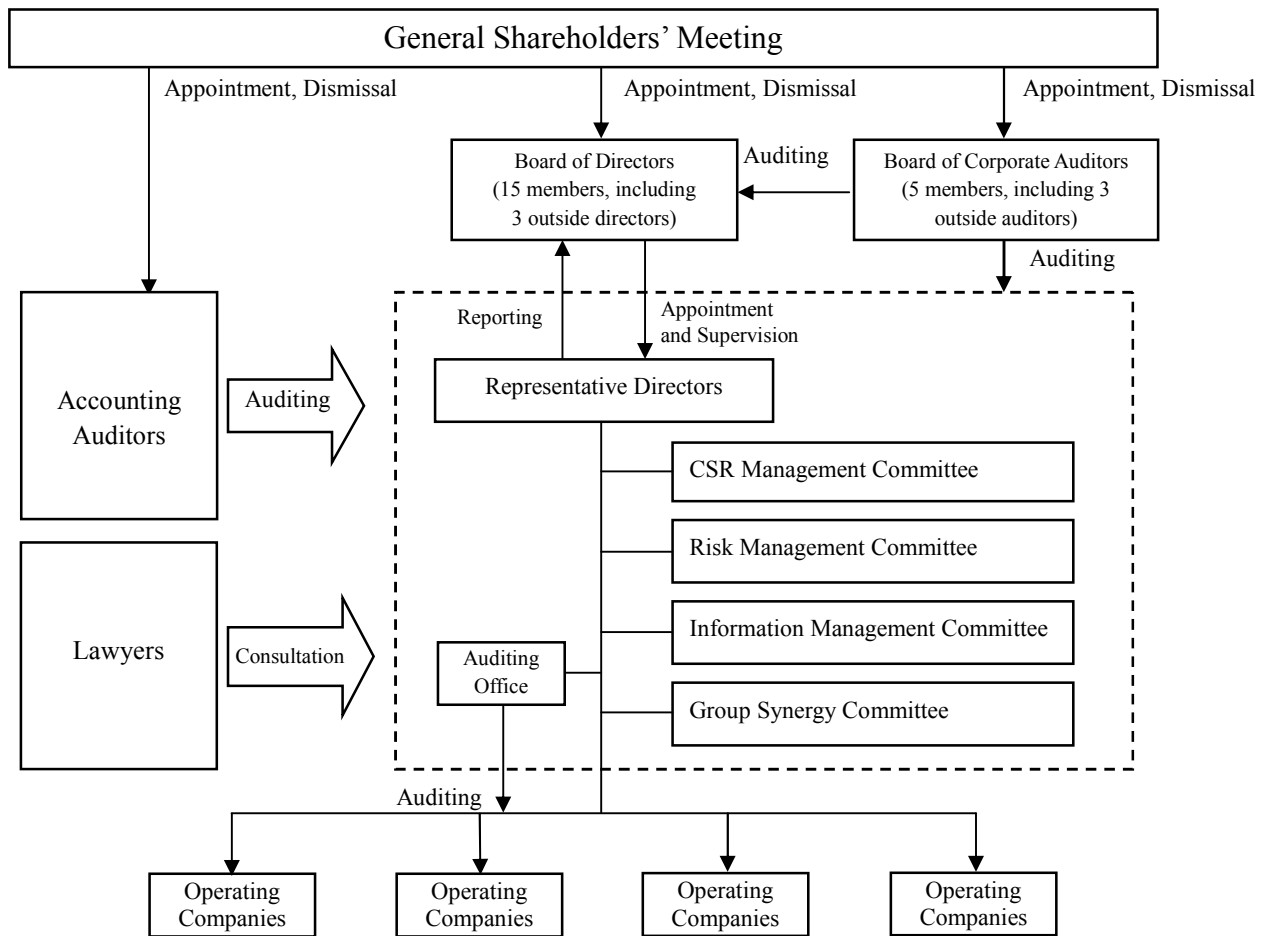 General Shareholders’ Meeting
Appointment, Dismissal
Appointment, Dismissal
Appointment, Dismissal
Board of Directors
(15 members, including
3 outside directors)
Auditing
Board of Corporate Auditors
(5 members, including 3
outside auditors)
Auditing
Reporting
Appointment
and Supervision
Accounting
Auditors
Auditing
Representative Directors
CSR Management Committee
Risk Management Committee
Information Management Committee
Group Synergy Committee
Lawyers
Consultation
Auditing
Office
Auditing
Operating
Companies
Operating
Companies
Operating
Companies
Operating
Companies